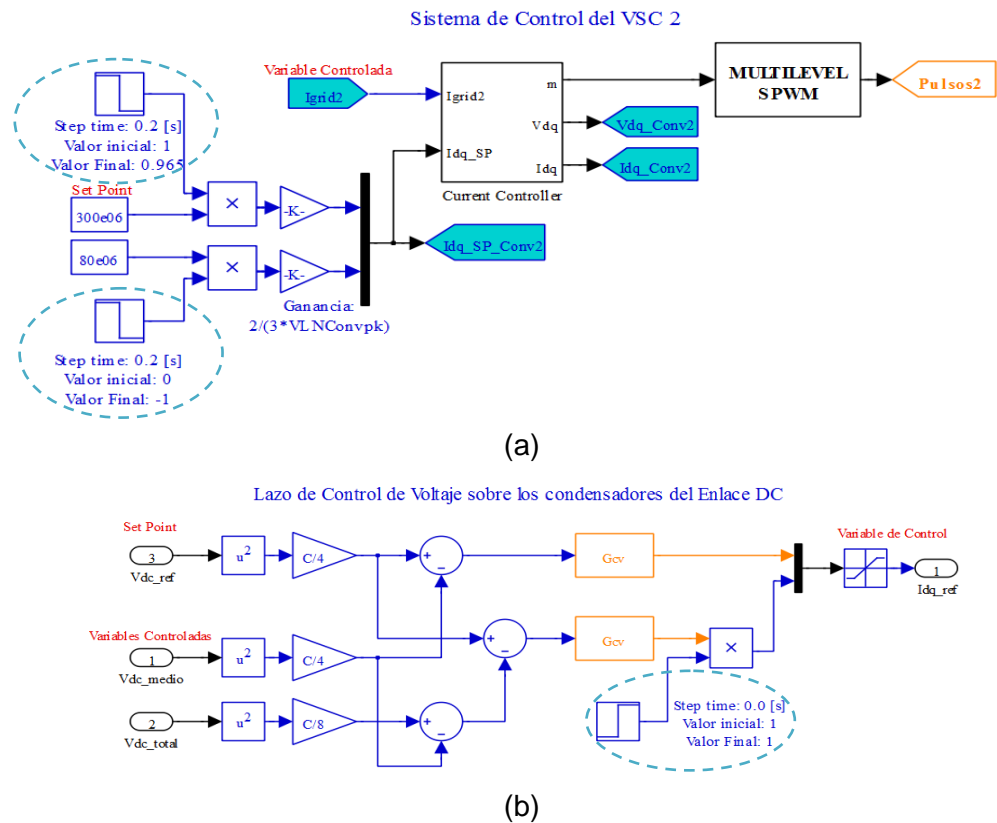 Sistema de Control del VSC 2
Step time: 0.2 [s]
Valor inicial: 1
Valor Final: 0.965
Set Point
300e06
80e06
×
×
-K-
-K-
Ganancia:
2/(3*VLNConvpk)
Step time: 0.2 [s]
Valor inicial: 0
Valor Final: -1
Variable Controlada
Igrid2
Igrid2
Idq_SP
m
Vdq
Idq
Current Controller
Idq_SP_Conv2
Vdq_Conv2
Idq_Conv2
MULTILEVEL
SPWM
Pulsos2
(a)
Lazo de Control de Voltaje sobre los condensadores del Enlace DC
Set Point
3
Vdc_ref
u²
C/4
Variables Controladas
1
Vdc_medio
u²
C/4
2
Vdc_total
u²
C/8
+
−
+
−
+
−
Gcv
Gcv
×
Step time: 0.0 [s]
Valor inicial: 1
Valor Final: 1
Variable de Control
1
Idq_ref
(b)